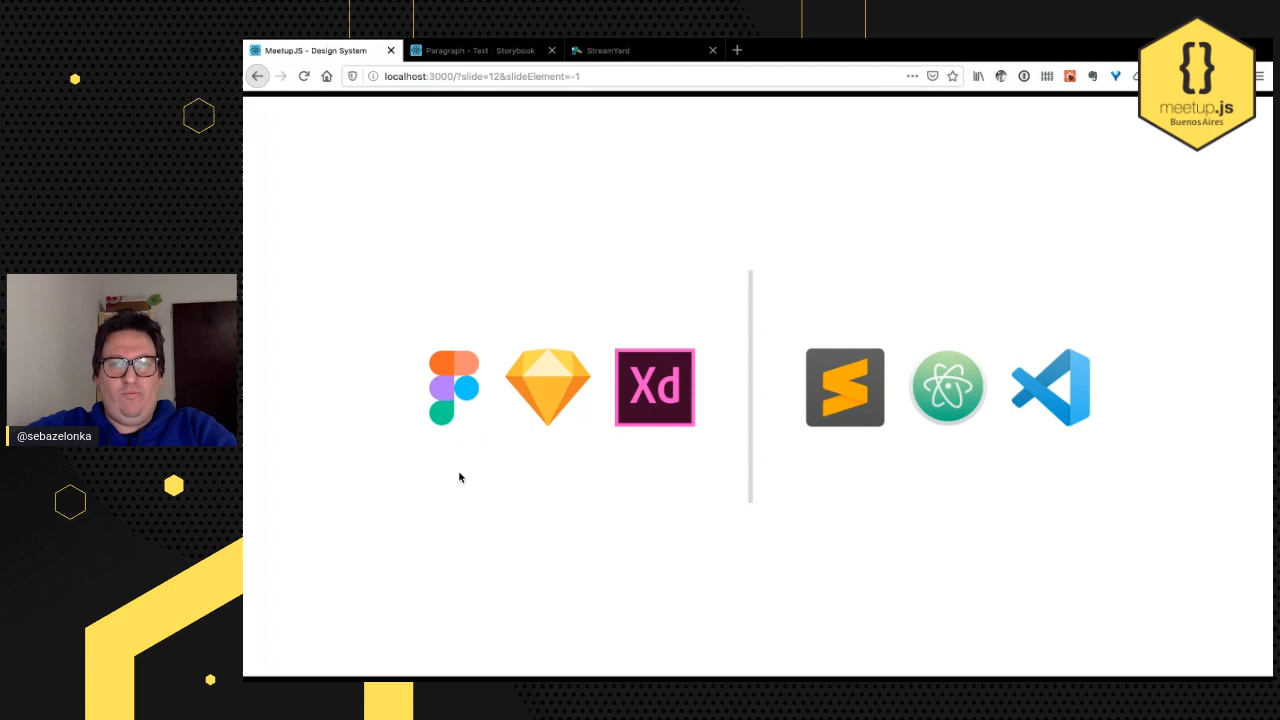 MeetupJS - Design System
Paragraph - Text · Storybook
StreamYard
localhost:3000/?slide=12&slideElement=-1
{}
meetup.js
Buenos Aires
Xd
@sebazelonka